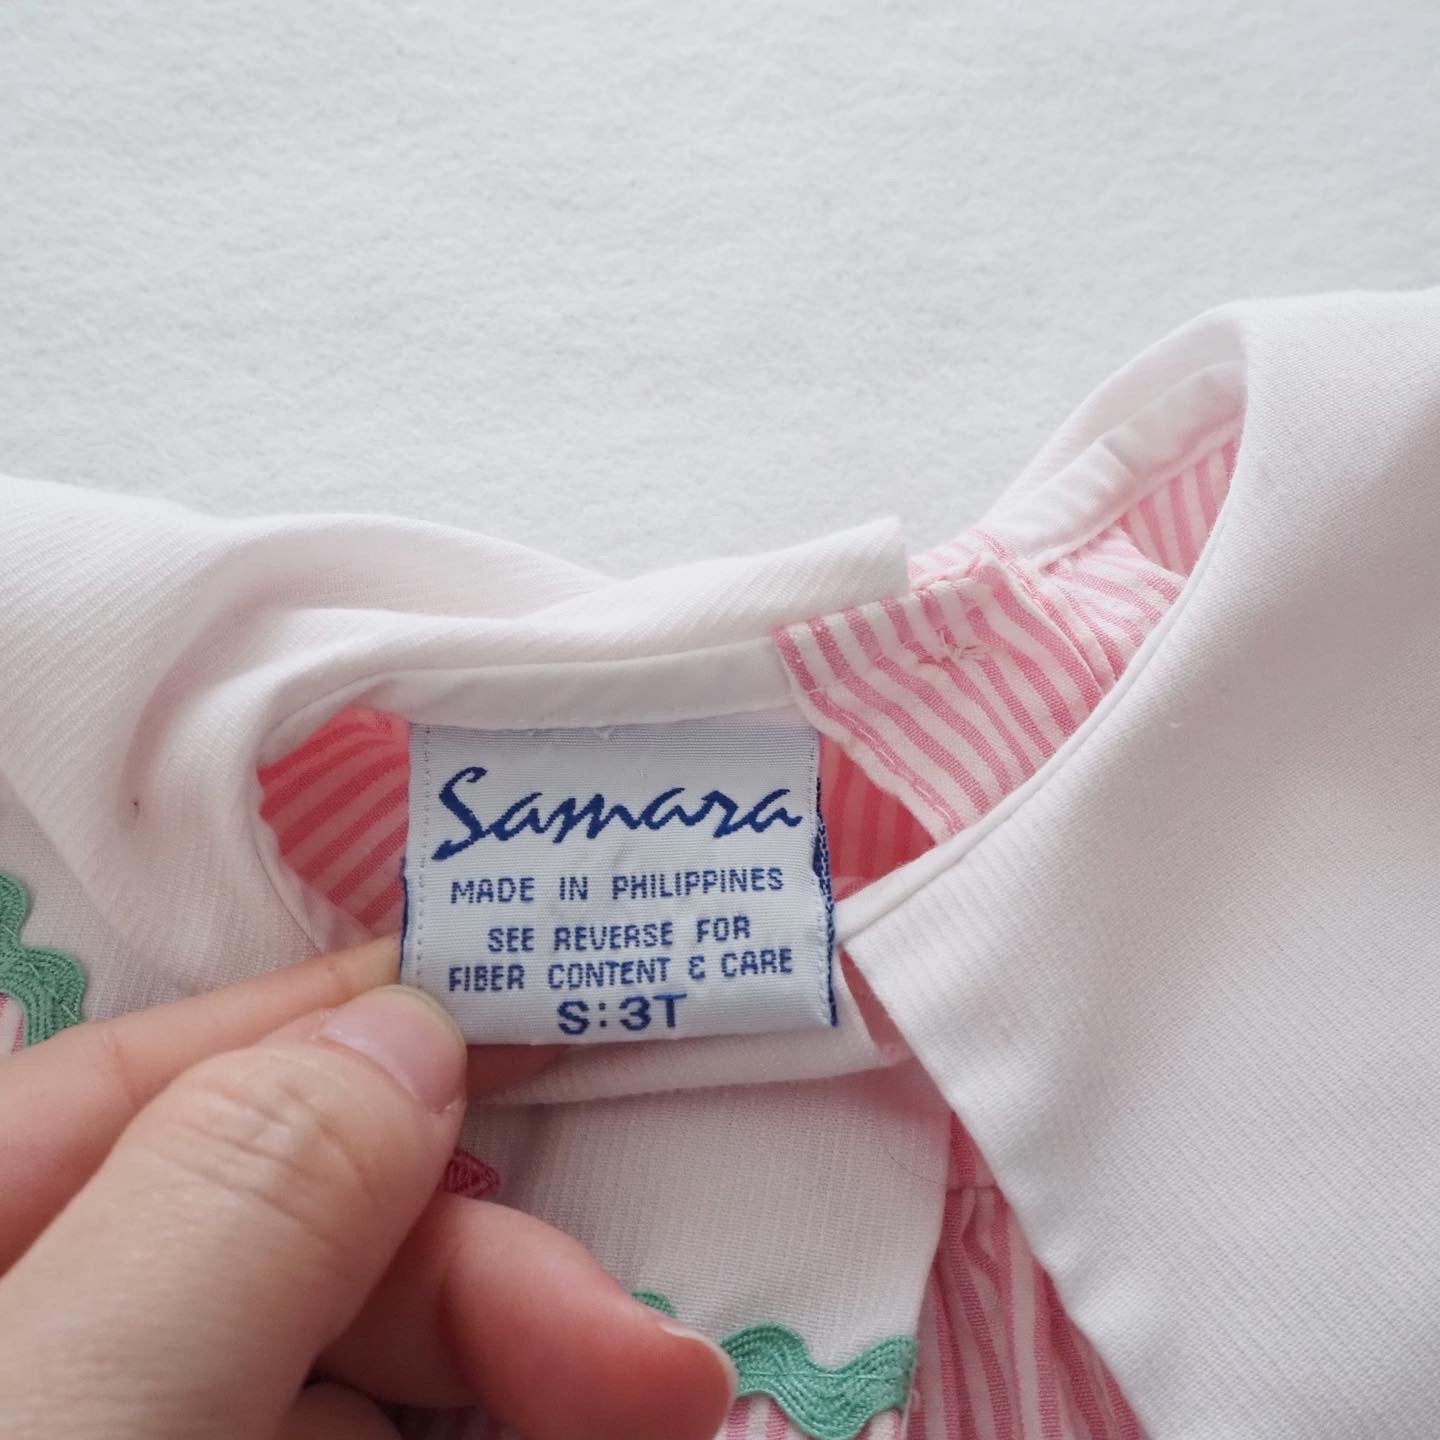 Samara
MADE IN PHILIPPINES
SEE REVERSE FOR
FIBER CONTENT & CARE
S:3T